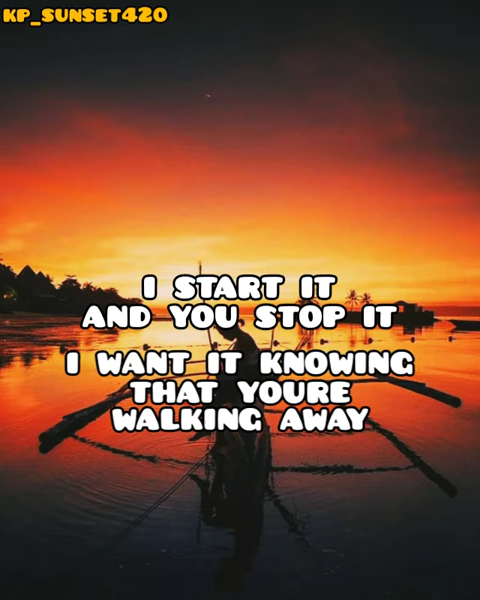 KP_SUNSET420
I START IT
AND YOU STOP IT
I WANT IT KNOWING
THAT YOURE
WALKING AWAY